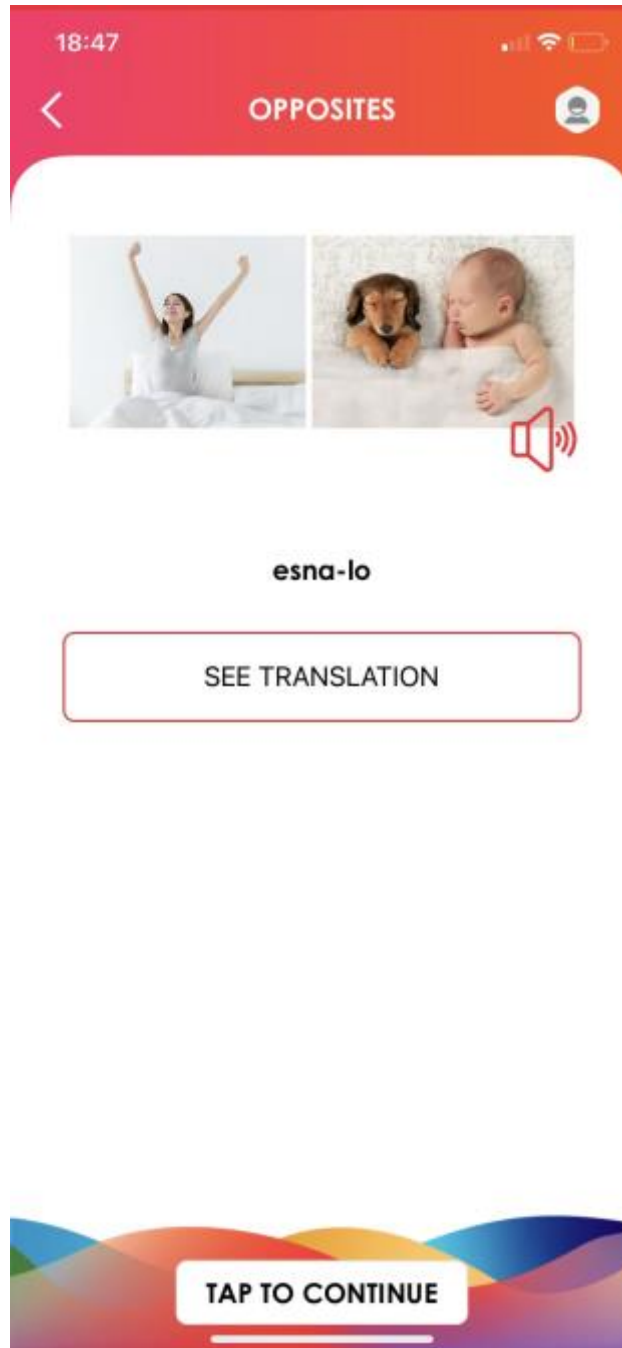 18:47
OPPOSITES
esna-lo
SEE TRANSLATION
TAP TO CONTINUE